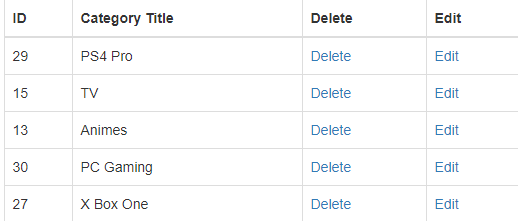 ID Category Title Delete Edit
29 PS4 Pro Delete Edit
15 TV Delete Edit
13 Animes Delete Edit
30 PC Gaming Delete Edit
27 X Box One Delete Edit